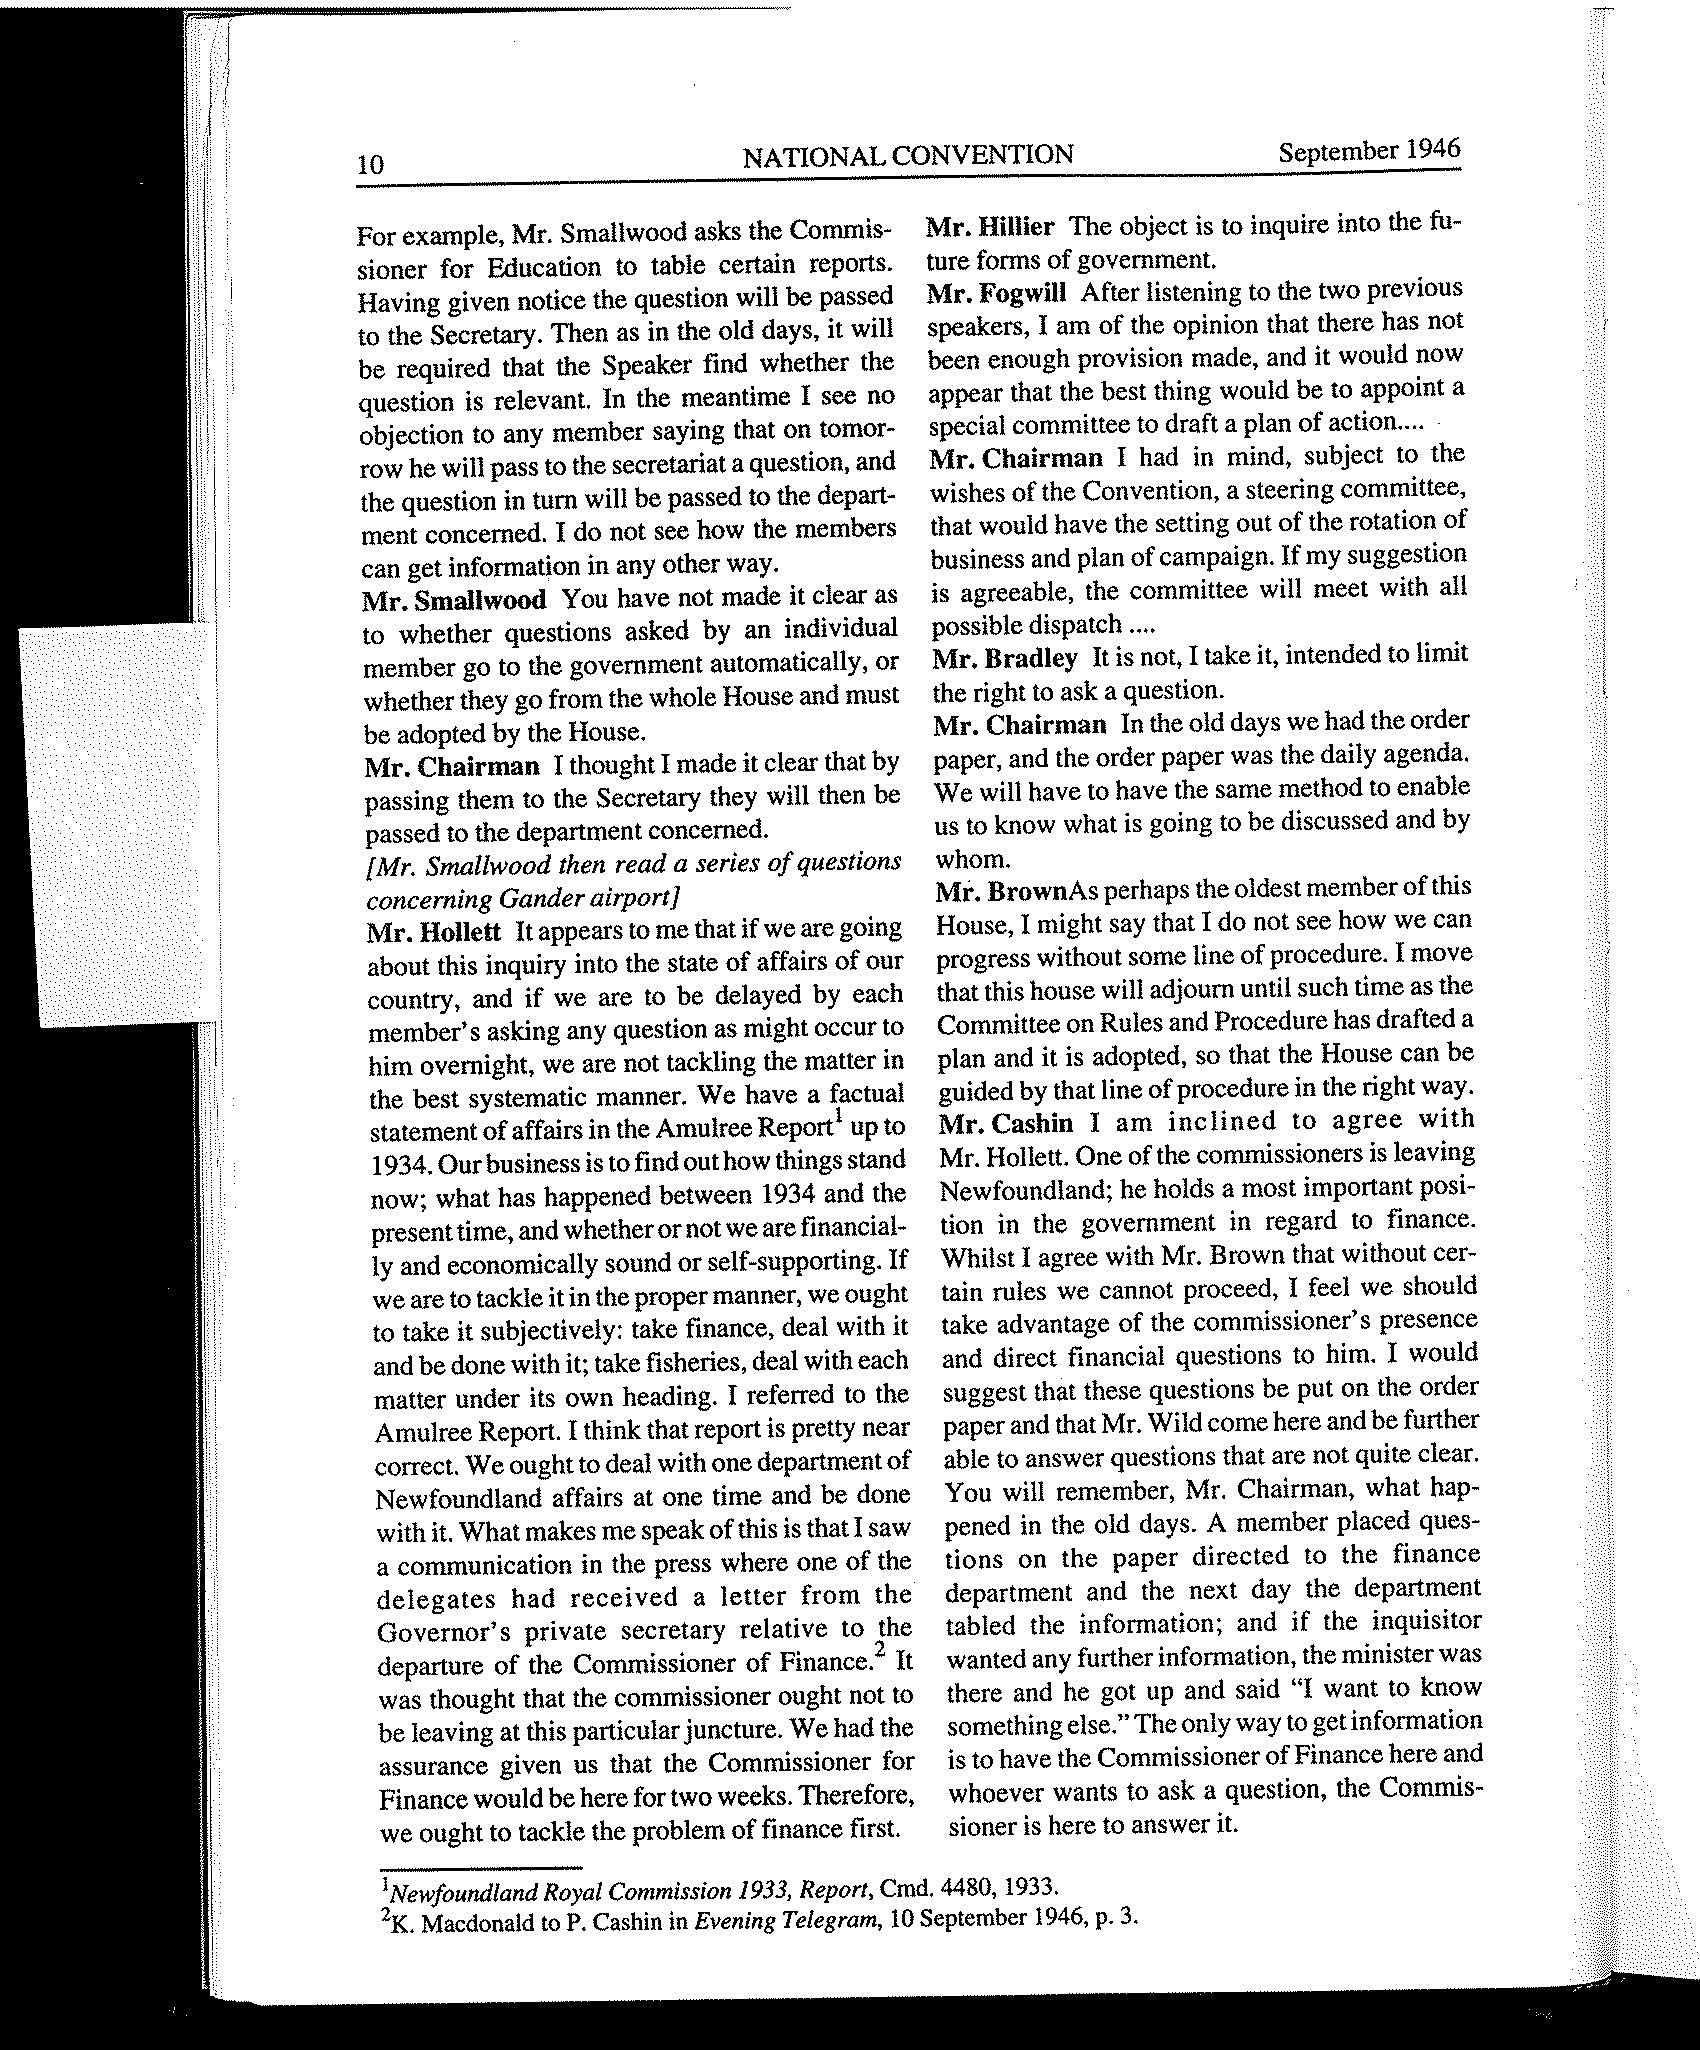 10
NATIONAL CONVENTION
September 1946
For example, Mr. Smallwood asks the Commis-
sioner for Education to table certain reports.
Having given notice the question will be passed
to the Secretary. Then as in the old days, it will
be required that the Speaker find whether the
question is relevant. In the meantime I see no
objection to any member saying that on tomor-
row he will pass to the secretariat a question, and
the question in turn will be passed to the depart-
ment concerned. I do not see how the members
can get information in any other way.
Mr. Smallwood You have not made it clear as
to whether questions asked by an individual
member go to the government automatically, or
whether they go from the whole House and must
be adopted by the House.
Mr. Chairman I thought I made it clear that by
passing them to the Secretary they will then be
passed to the department concerned.
[Mr. Smallwood then read a series of questions
concerning Gander airport]
Mr. Hollett It appears to me that if we are going
about this inquiry into the state of affairs of our
country, and if we are to be delayed by each
member's asking any question as might occur to
him overnight, we are not tackling the matter in
the best systematic manner. We have a factual
statement of affairs in the Amulree Report¹ up to
1934. Our business is to find out how things stand
now; what has happened between 1934 and the
present time, and whether or not we are financial-
ly and economically sound or self-supporting. If
we are to tackle it in the proper manner, we ought
to take it subjectively: take finance, deal with it
and be done with it; take fisheries, deal with each
matter under its own heading. I referred to the
Amulree Report. I think that report is pretty near
correct. We ought to deal with one department of
Newfoundland affairs at one time and be done
with it. What makes me speak of this is that I saw
a communication in the press where one of the
delegates had received a letter from the
Governor's private secretary relative to the
departure of the Commissioner of Finance.² It
was thought that the commissioner ought not to
be leaving at this particular juncture. We had the
assurance given us that the Commissioner for
Finance would be here for two weeks. Therefore,
we ought to tackle the problem of finance first.
Mr. Hillier The object is to inquire into the fu-
ture forms of government.
Mr. Fogwill After listening to the two previous
speakers, I am of the opinion that there has not
been enough provision made, and it would now
appear that the best thing would be to appoint a
special committee to draft a plan of action....
Mr. Chairman I had in mind, subject to the
wishes of the Convention, a steering committee,
that would have the setting out of the rotation of
business and plan of campaign. If my suggestion
is agreeable, the committee will meet with all
possible dispatch ....
Mr. Bradley It is not, I take it, intended to limit
the right to ask a question.
Mr. Chairman In the old days we had the order
paper, and the order paper was the daily agenda.
We will have to have the same method to enable
us to know what is going to be discussed and by
whom.
Mr. BrownAs perhaps the oldest member of this
House, I might say that I do not see how we can
progress without some line of procedure. I move
that this house will adjourn until such time as the
Committee on Rules and Procedure has drafted a
plan and it is adopted, so that the House can be
guided by that line of procedure in the right way.
Mr. Cashin I am inclined to agree with
Mr. Hollett. One of the commissioners is leaving
Newfoundland; he holds a most important posi-
tion in the government in regard to finance.
Whilst I agree with Mr. Brown that without cer-
tain rules we cannot proceed, I feel we should
take advantage of the commissioner's presence
and direct financial questions to him. I would
suggest that these questions be put on the order
paper and that Mr. Wild come here and be further
able to answer questions that are not quite clear.
You will remember, Mr. Chairman, what hap-
pened in the old days. A member placed ques-
tions on the paper directed to the finance
department and the next day the department
tabled the information; and if the inquisitor
wanted any further information, the minister was
there and he got up and said "I want to know
something else." The only way to get information
is to have the Commissioner of Finance here and
whoever wants to ask a question, the Commis-
sioner is here to answer it.
¹Newfoundland Royal Commission 1933, Report, Cmd. 4480, 1933.
²K. Macdonald to P. Cashin in Evening Telegram, 10 September 1946, p. 3.